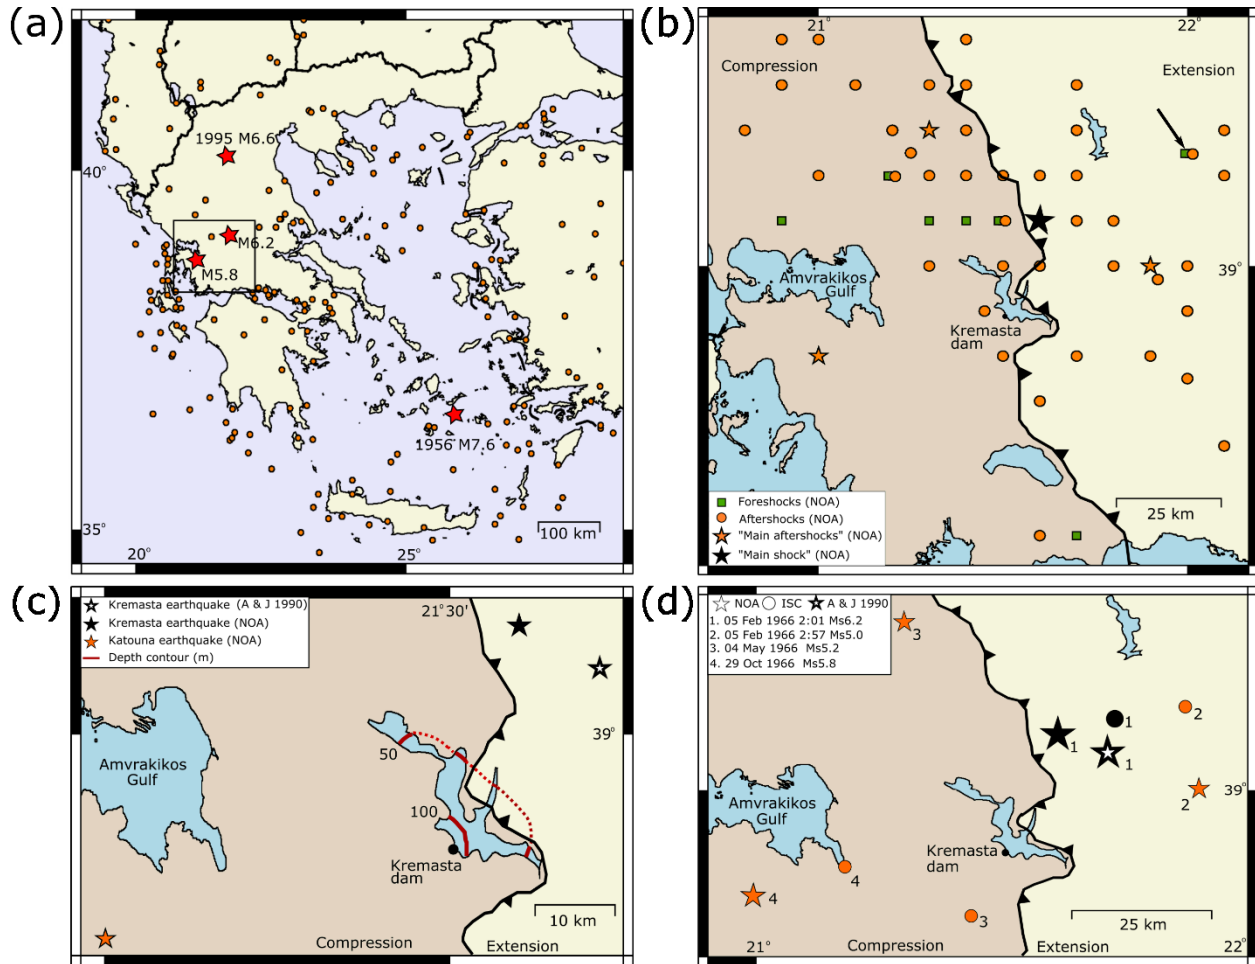 (a)
1995 M6.6
40°
M6.2
M5.8
1956 M7.6
35°
100 km
20°
25°
(b)
21°
22°
Compression
Extension
Amvrakikos
Gulf
39°
Kremasta
dam
Foreshocks (NOA)
Aftershocks (NOA)
"Main aftershocks" (NOA)
"Main shock" (NOA)
25 km
(c)
Kremasta earthquake (A & J 1990)
Kremasta earthquake (NOA)
Katouna earthquake (NOA)
Depth contour (m)
21°30'
39°
Amvrakikos
Gulf
50
100
Kremasta
dam
10 km
Compression
Extension
(d)
NOA ISC A & J 1990
1. 05 Feb 1966 2:01 Ms6.2
2. 05 Feb 1966 2:57 Ms5.0
3. 04 May 1966 Ms5.2
4. 29 Oct 1966 Ms5.8
3
1
2
1
1
2
39°
Amvrakikos
Gulf
Kremasta
dam
4
4
3
25 km
21°
Compression
Extension
22°